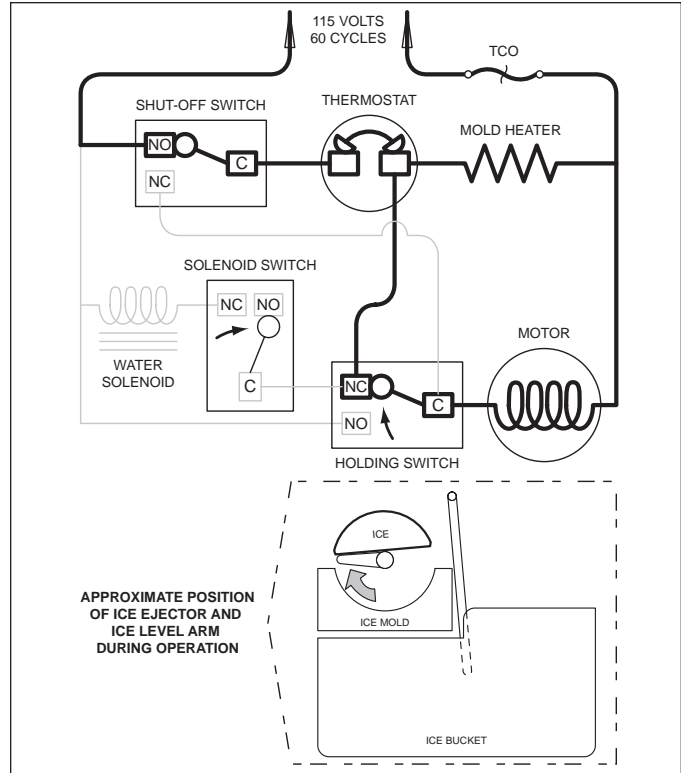 115 VOLTS
60 CYCLES
TCO
SHUT-OFF SWITCH
THERMOSTAT
MOLD HEATER
NO
C
NC
SOLENOID SWITCH
NC
NO
C
WATER
SOLENOID
MOTOR
NC
C
NO
HOLDING SWITCH
APPROXIMATE POSITION
OF ICE EJECTOR AND
ICE LEVEL ARM
DURING OPERATION
ICE
ICE MOLD
ICE BUCKET